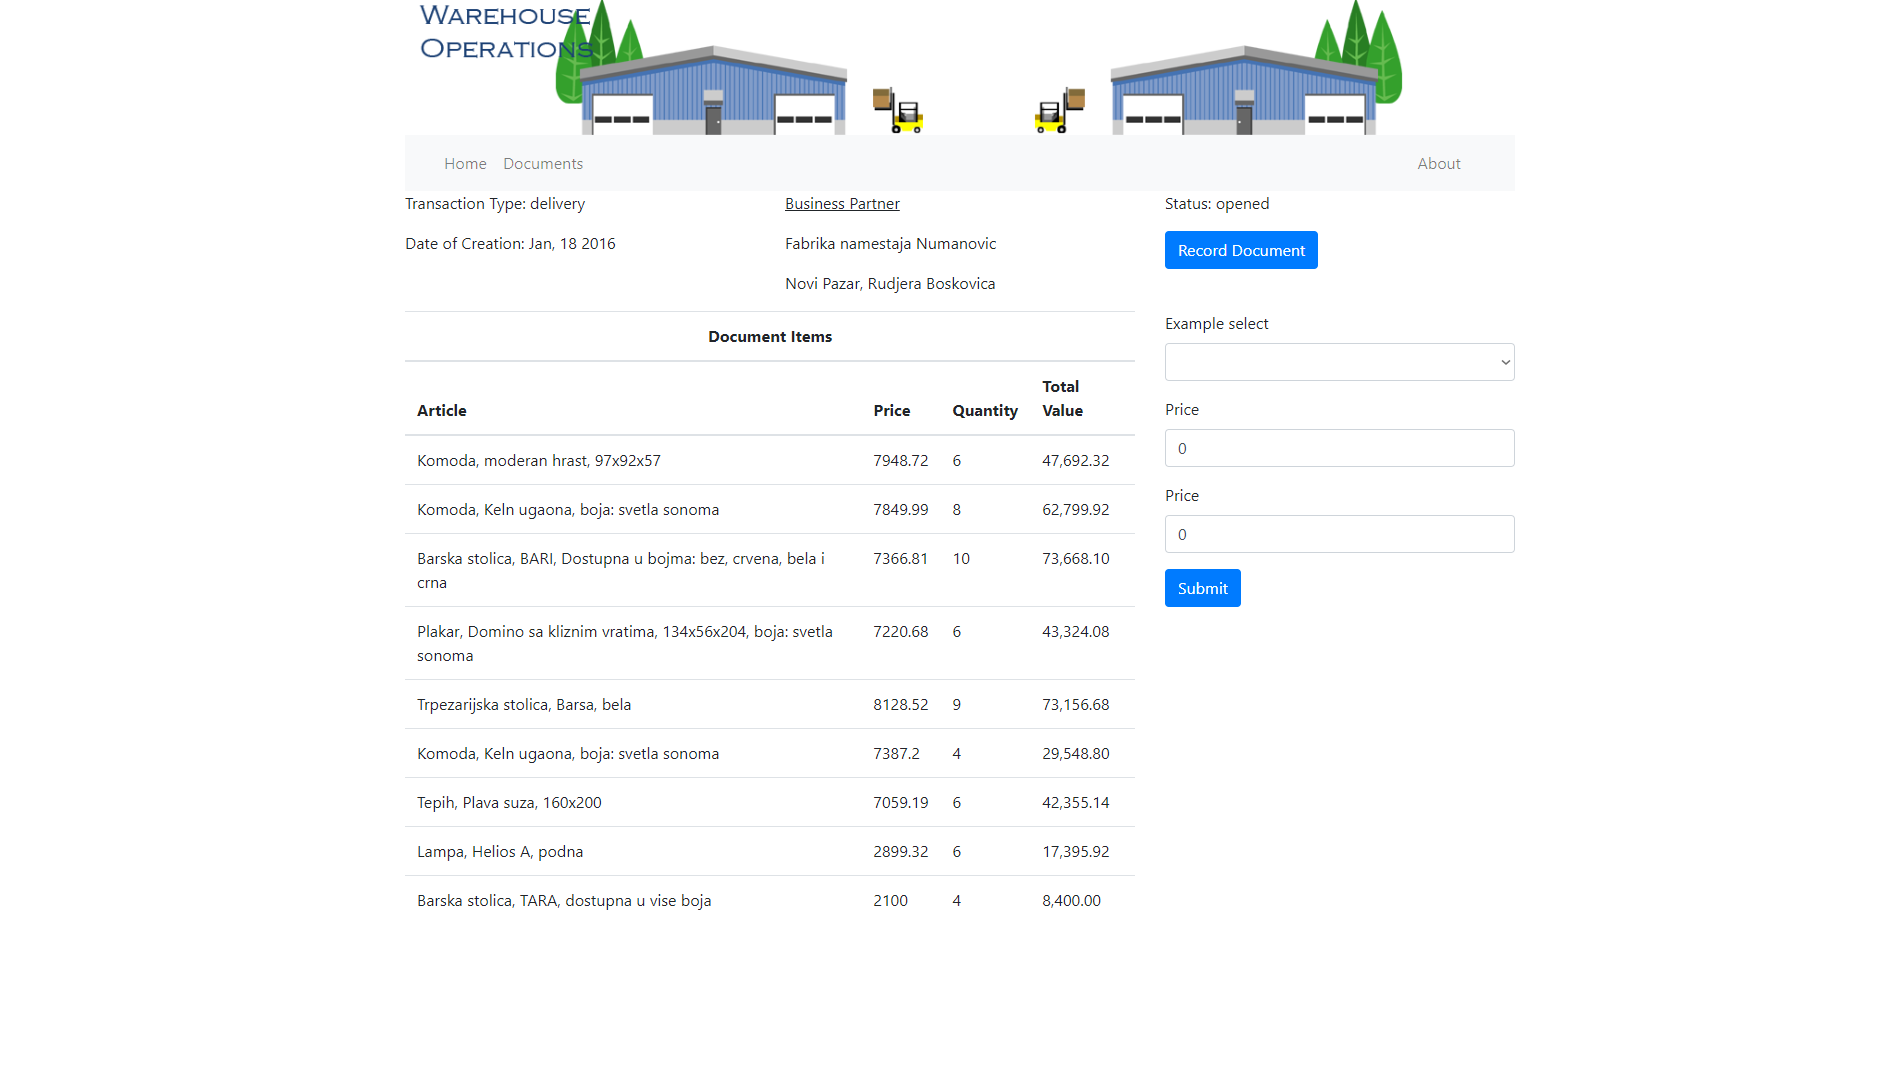 WAREHOUSE
OPERATIONS
Home Documents About
Transaction Type: delivery
Date of Creation: Jan, 18 2016
Business Partner
Fabrika namestaja Numanovic
Novi Pazar, Rudjera Boskovica
Status: opened
Record Document
Document Items
Article Price Quantity Total
Value
Komoda, moderan hrast, 97x92x57 7948.72 6 47,692.32
Komoda, Keln ugaona, boja: svetla sonoma 7849.99 8 62,799.92
Barska stolica, BARI, Dostupna u bojma: bez, crvena, bela i 7366.81 10 73,668.10
crna
Plakar, Domino sa kliznim vratima, 134x56x204, boja: svetla 7220.68 6 43,324.08
sonoma
Trpezarijska stolica, Barsa, bela 8128.52 9 73,156.68
Komoda, Keln ugaona, boja: svetla sonoma 7387.2 4 29,548.80
Tepih, Plava suza, 160x200 7059.19 6 42,355.14
Lampa, Helios A, podna 2899.32 6 17,395.92
Barska stolica, TARA, dostupna u vise boja 2100 4 8,400.00
Example select
Price
0
Price
0
Submit